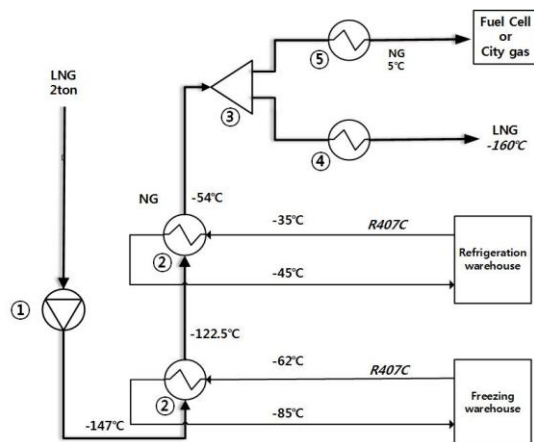 Fuel Cell
or
City gas
⑤
NG
5℃
LNG
2ton
③
LNG
-160℃
④
-54℃
NG
-35℃
R407C
Refrigeration
warehouse
②
-45℃
①
-122.5℃
-62℃
R407C
Freezing
warehouse
②
-85℃
-147℃